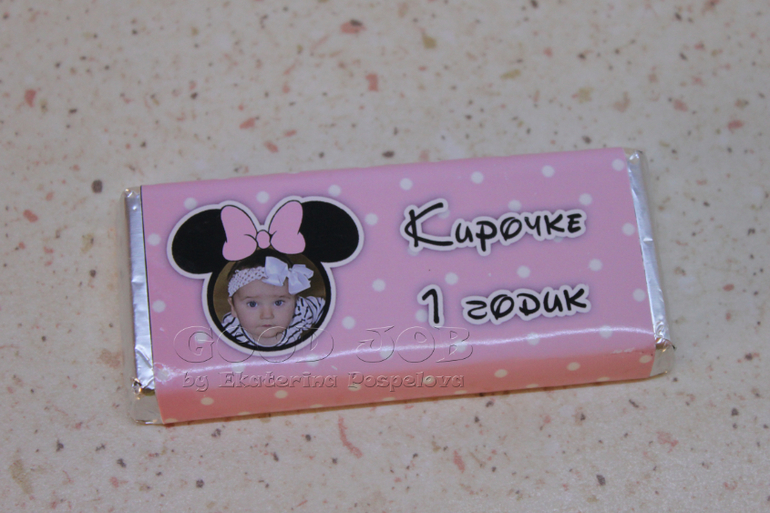 Кирочке
1 годик
GOOD JOB
by Ekaterina Pospelova